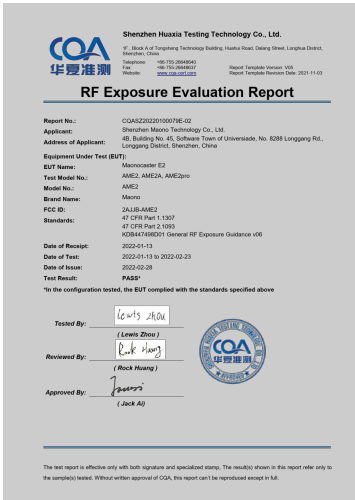 Shenzhen Huaxia Testing Technology Co., Ltd.
CQA
华夏准测
1F., Block A of Tongsheng Technology Building, Huahui Road, Dalang Street, Longhua District,
Shenzhen, China
Telephone: +86-755-26648640
Fax: +86-755-26648637 Report Template Version: V05
Website: www.cqa-cert.com Report Template Revision Date: 2021-11-03
RF Exposure Evaluation Report
Report No.: CQASZ20220100079E-02
Applicant: Shenzhen Maono Technology Co., Ltd.
Address of Applicant: 4B, Building No. 45, Software Town of Universiade, No. 8288 Longgang Rd.,
Longgang District, Shenzhen, China
Equipment Under Test (EUT):
EUT Name: Maonocaster E2
Test Model No.: AME2, AME2A, AME2pro
Model No.: AME2
Brand Name: Maono
FCC ID: 2AJJB-AME2
Standards: 47 CFR Part 1.1307
47 CFR Part 2.1093
KDB447498D01 General RF Exposure Guidance v06
Date of Receipt: 2022-01-13
Date of Test: 2022-01-13 to 2022-02-23
Date of Issue: 2022-02-28
Test Result: PASS*
*In the configuration tested, the EUT complied with the standards specified above
Tested By: Lewis Zhou
( Lewis Zhou )
Reviewed By: Rock Huang
( Rock Huang )
Approved By:
( Jack Ai)
CQA
华夏准测
The test report is effective only with both signature and specialized stamp, The result(s) shown in this report refer only to
the sample(s) tested. Without written approval of CQA, this report can't be reproduced except in full.